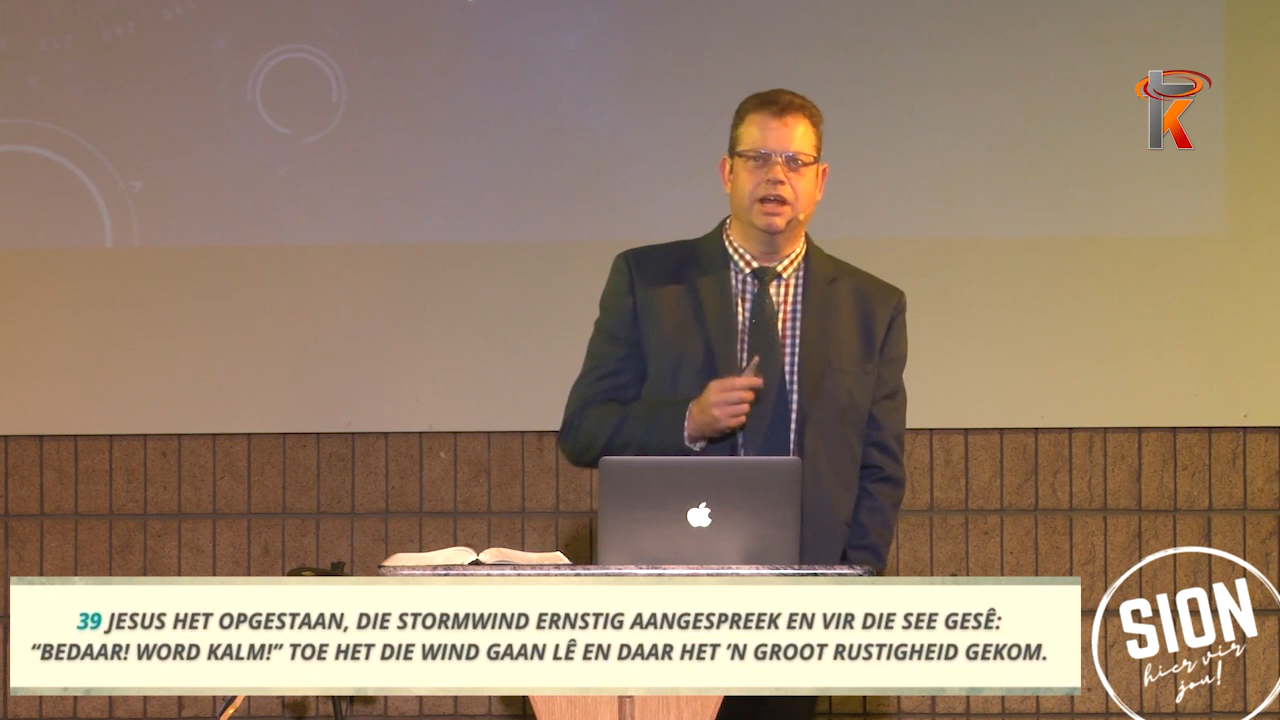 39 JESUS HET OPGESTAAN, DIE STORMWIND ERNSTIG AANGESPREEK EN VIR DIE SEE GESÊ:
“BEDAAR! WORD KALM!” TOE HET DIE WIND GAAN LÊ EN DAAR HET ’N GROOT RUSTIGHEID GEKOM.
SION
hier vir
jou!